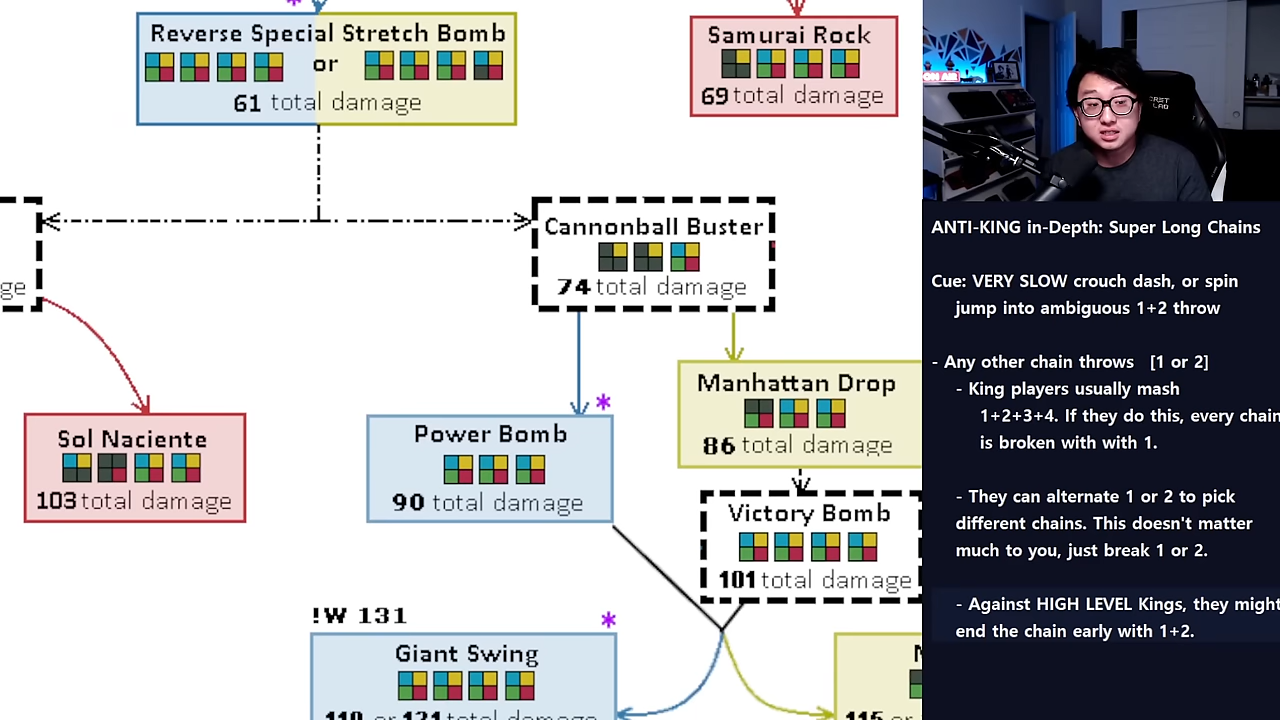 Reverse Special Stretch Bomb
or
61 total damage
Samurai Rock
69 total damage
ge
Cannonball Buster
74 total damage
Sol Naciente
103 total damage
Power Bomb
90 total damage
Manhattan Drop
86 total damage
Victory Bomb
101 total damage
!W 131
Giant Swing
total damage
ON AIR
ANTI-KING in-Depth: Super Long Chains
Cue: VERY SLOW crouch dash, or spin
jump into ambiguous 1+2 throw
- Any other chain throws [1 or 2]
- King players usually mash
1+2+3+4. If they do this, every chain
is broken with with 1.
- They can alternate 1 or 2 to pick
different chains. This doesn't matter
much to you, just break 1 or 2.
- Against HIGH LEVEL Kings, they might
end the chain early with 1+2.